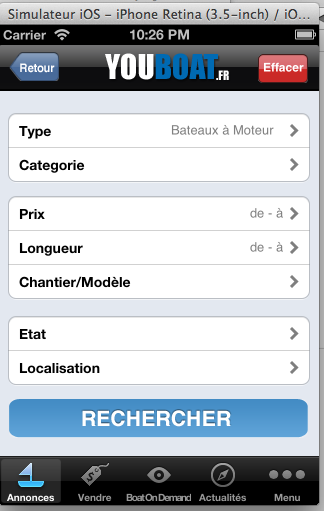 Simulateur iOS - iPhone Retina (3.5-inch) / iO...
Carrier 10:26 PM
Retour YOUBOAT.FR Effacer
Type Bateaux à Moteur
Categorie
Prix de - à
Longueur de - à
Chantier/Modèle
Etat
Localisation
RECHERCHER
Annonces Vendre BoatOnDemand Actualités Menu